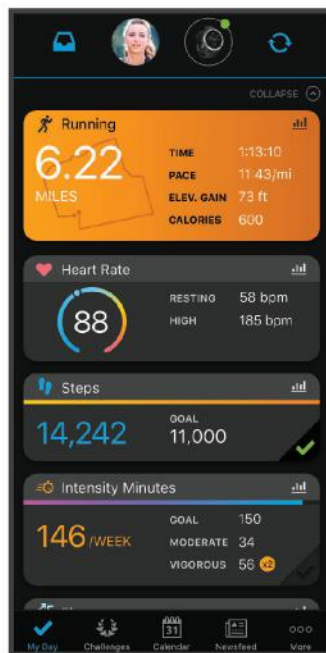 COLLAPSE
Running
6.22
MILES
TIME 1:13:10
PACE 11:43/mi
ELEV. GAIN 73 ft
CALORIES 600
Heart Rate
88
RESTING 58 bpm
HIGH 185 bpm
Steps
14,242
GOAL
11,000
Intensity Minutes
146 /WEEK
GOAL 150
MODERATE 34
VIGOROUS 56 x2
31
My Day Challenges Calendar Newsfeed More